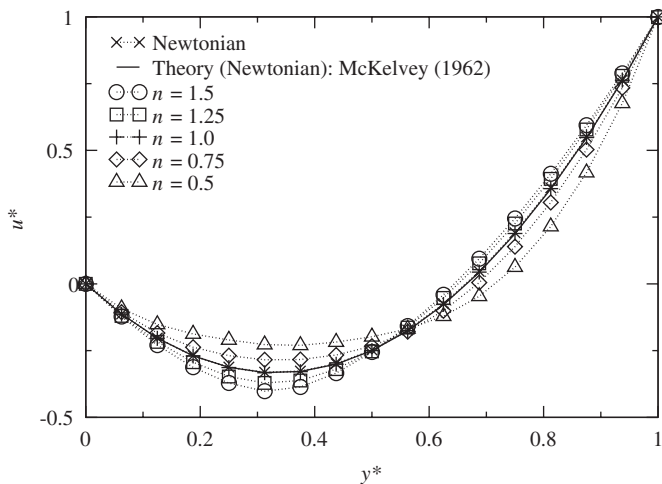 1
0.5
0
-0.5
u*
Newtonian
Theory (Newtonian): McKelvey (1962)
n = 1.5
n = 1.25
n = 1.0
n = 0.75
n = 0.5
0 0.2 0.4 0.6 0.8 1
y*